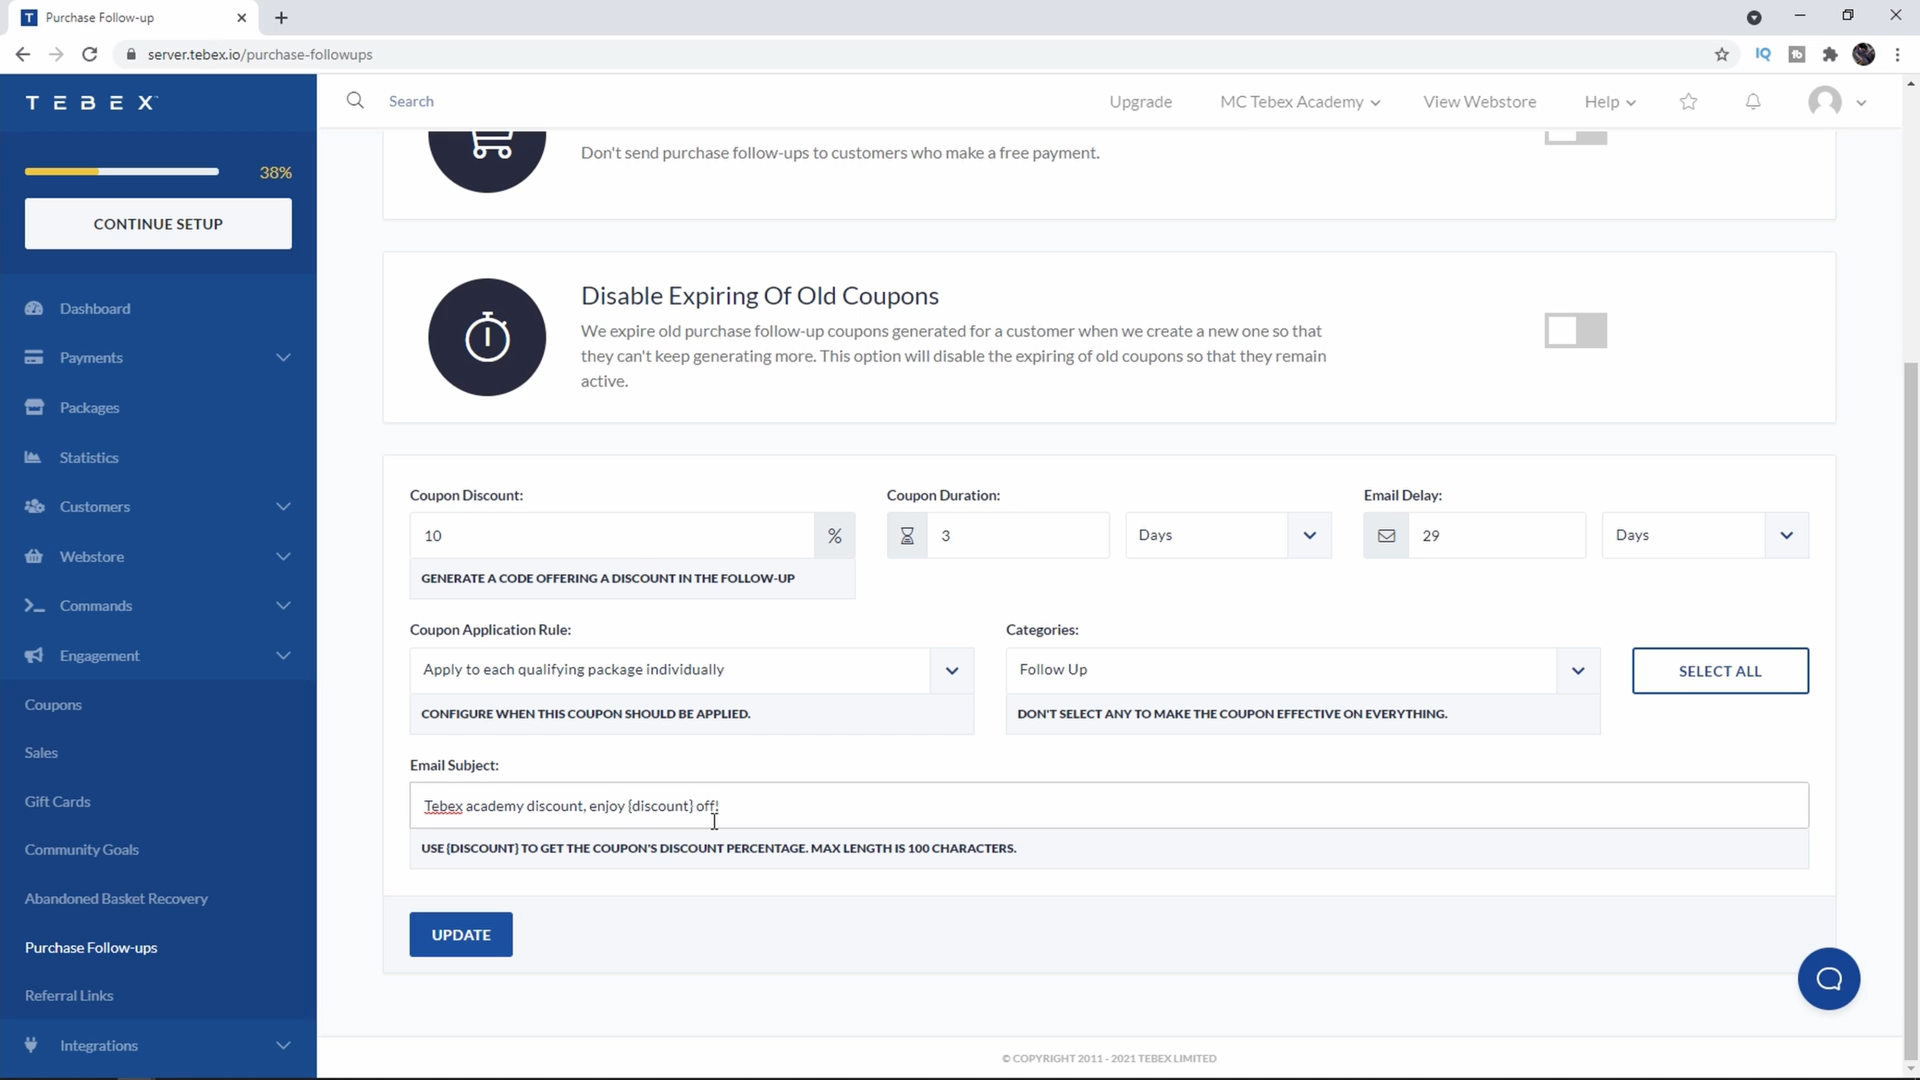 Purchase Follow-up
server.tebex.io/purchase-followups
TEBEX™
Search
Upgrade
MC Tebex Academy
View Webstore
Help
38%
CONTINUE SETUP
Dashboard
Payments
Packages
Statistics
Customers
Webstore
Commands
Engagement
Coupons
Sales
Gift Cards
Community Goals
Abandoned Basket Recovery
Purchase Follow-ups
Referral Links
Integrations
Don't send purchase follow-ups to customers who make a free payment.
Disable Expiring Of Old Coupons
We expire old purchase follow-up coupons generated for a customer when we create a new one so that
they can't keep generating more. This option will disable the expiring of old coupons so that they remain
active.
Coupon Discount:
10 %
GENERATE A CODE OFFERING A DISCOUNT IN THE FOLLOW-UP
Coupon Duration:
3 Days
Email Delay:
29 Days
Coupon Application Rule:
Apply to each qualifying package individually
CONFIGURE WHEN THIS COUPON SHOULD BE APPLIED.
Categories:
Follow Up
DON'T SELECT ANY TO MAKE THE COUPON EFFECTIVE ON EVERYTHING.
SELECT ALL
Email Subject:
Tebex academy discount, enjoy {discount} off!
USE {DISCOUNT} TO GET THE COUPON'S DISCOUNT PERCENTAGE. MAX LENGTH IS 100 CHARACTERS.
UPDATE
© COPYRIGHT 2011 - 2021 TEBEX LIMITED